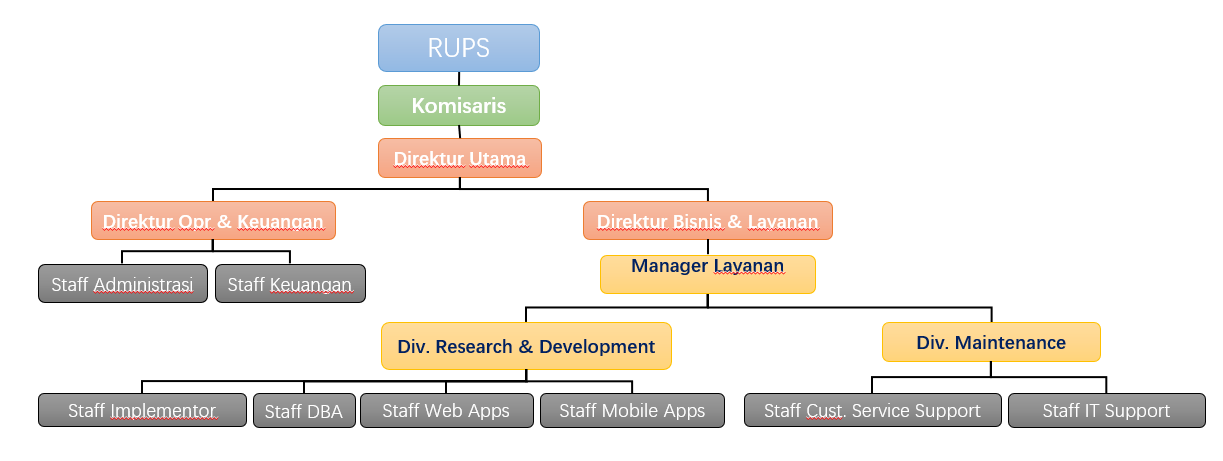 RUPS
Komisaris
Direktur Utama
Direktur Opr & Keuangan
Direktur Bisnis & Layanan
Manager Layanan
Staff Administrasi
Staff Keuangan
Div. Research & Development
Div. Maintenance
Staff Implementor
Staff DBA
Staff Web Apps
Staff Mobile Apps
Staff Cust. Service Support
Staff IT Support